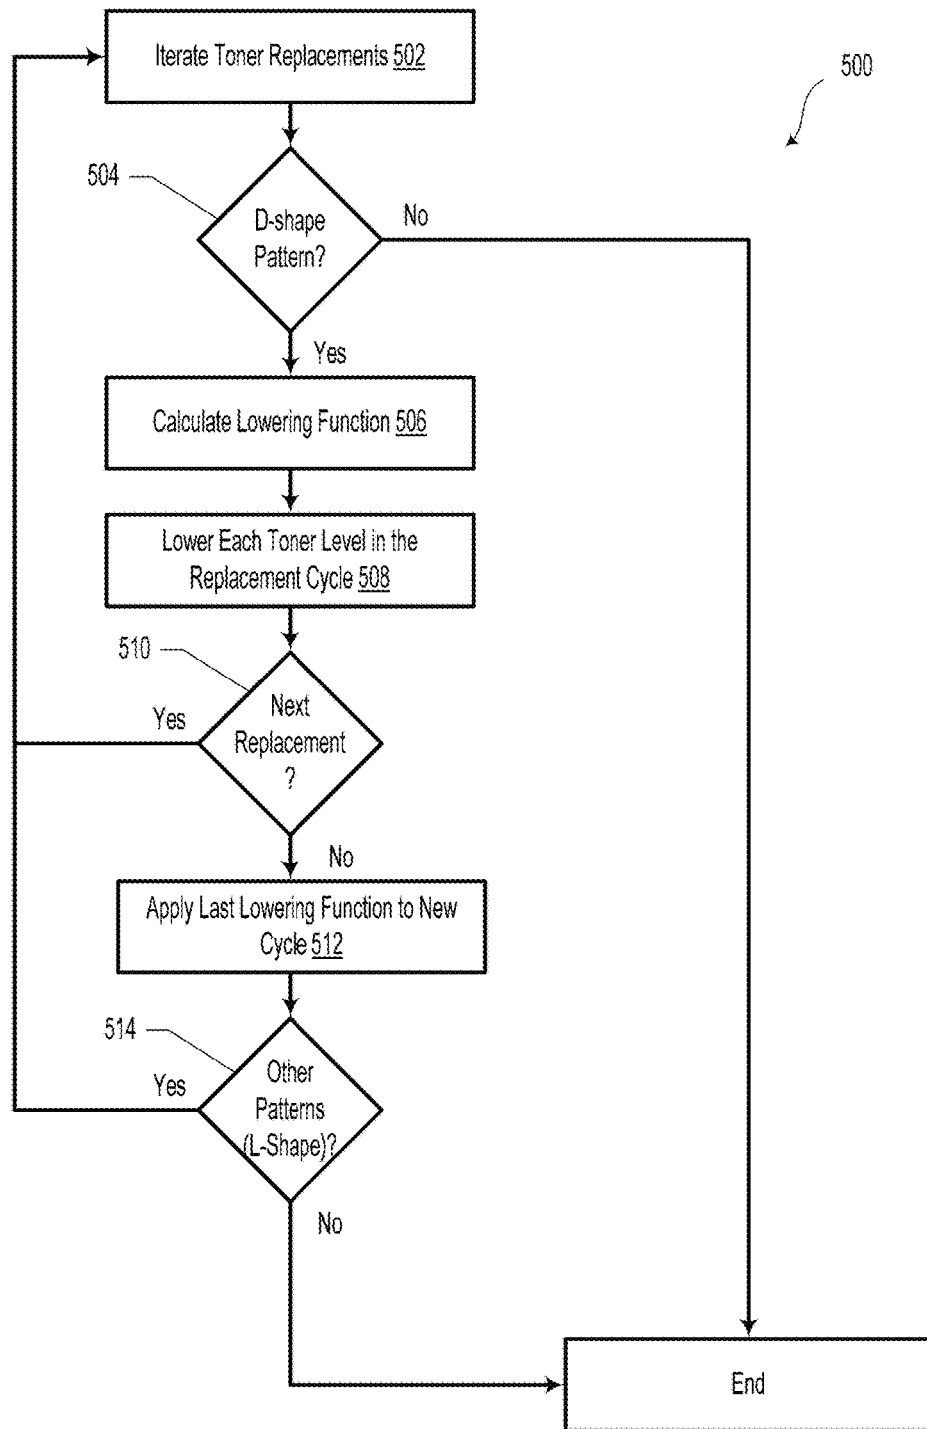 Iterate Toner Replacements 502
500
504
D-shape
Pattern?
No
Yes
Calculate Lowering Function 506
Lower Each Toner Level in the
Replacement Cycle 508
510
Yes
Next
Replacement
?
No
Apply Last Lowering Function to New
Cycle 512
514
Yes
Other
Patterns
(L-Shape)?
No
End